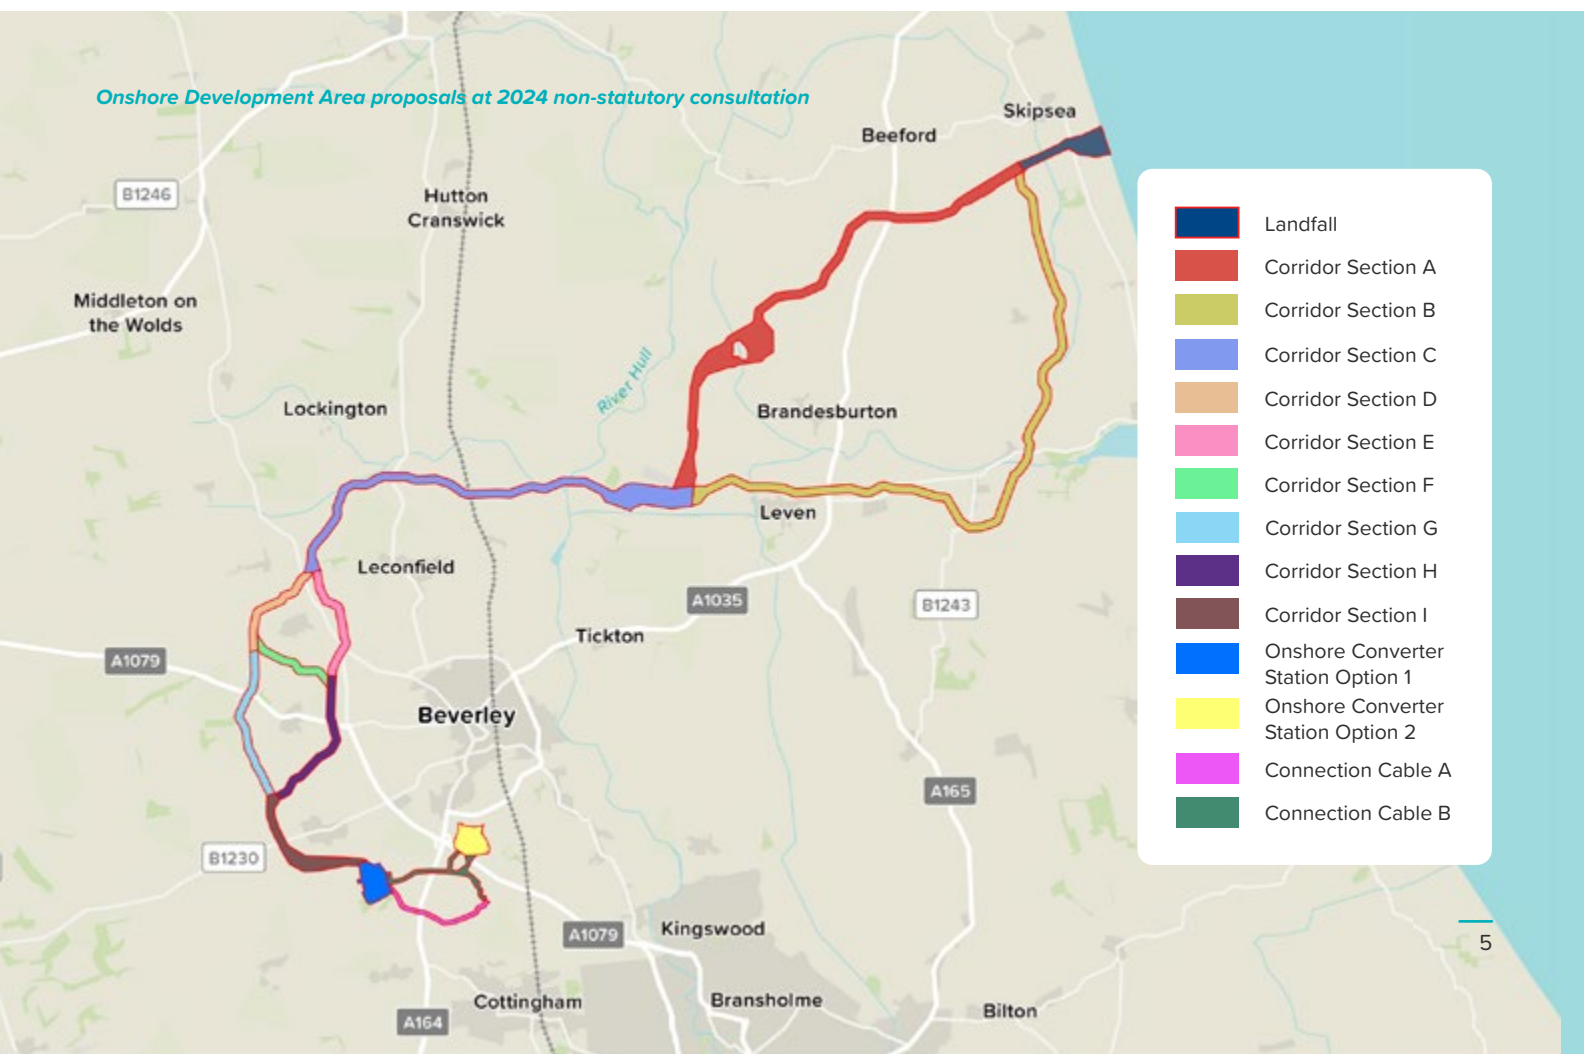 Onshore Development Area proposals at 2024 non-statutory consultation
Skipsea
Beeford
B1246
Hutton
Cranswick
Middleton on
the Wolds
River Hull
Lockington
Brandesburton
Leven
Leconfield
A1035
B1243
Tickton
A1079
Beverley
A165
B1230
Kingswood
A1079
Cottingham
Bransholme
Bilton
A164
Landfall
Corridor Section A
Corridor Section B
Corridor Section C
Corridor Section D
Corridor Section E
Corridor Section F
Corridor Section G
Corridor Section H
Corridor Section I
Onshore Converter
Station Option 1
Onshore Converter
Station Option 2
Connection Cable A
Connection Cable B
5